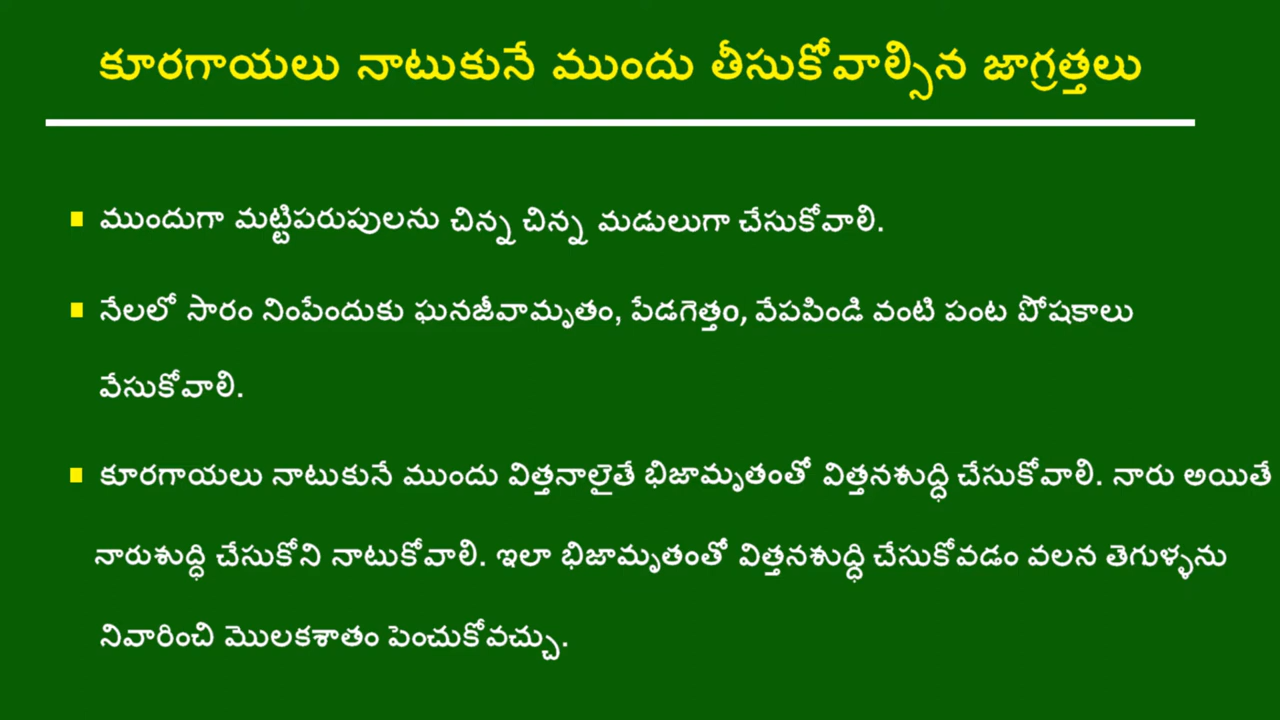 కూరగాయలు నాటుకునే ముందు తీసుకోవాల్సిన జాగ్రత్తలు
ముందుగా మట్టిపరుపులను చిన్న చిన్న మడులుగా చేసుకోవాలి.
నేలలో సారం నింపేందుకు ఘనజీవామృతం, పేడగెత్తం, వేపపిండి వంటి పంట పోషకాలు
వేసుకోవాలి.
కూరగాయలు నాటుకునే ముందు విత్తనాలైతే భిజామృతంతో విత్తనశుద్ధి చేసుకోవాలి. నారు అయితే
నారుశుద్ధి చేసుకోని నాటుకోవాలి. ఇలా భిజామృతంతో విత్తనశుద్ధి చేసుకోవడం వలన తెగుళ్ళను
నివారించి మొలకశాతం పెంచుకోవచ్చు.